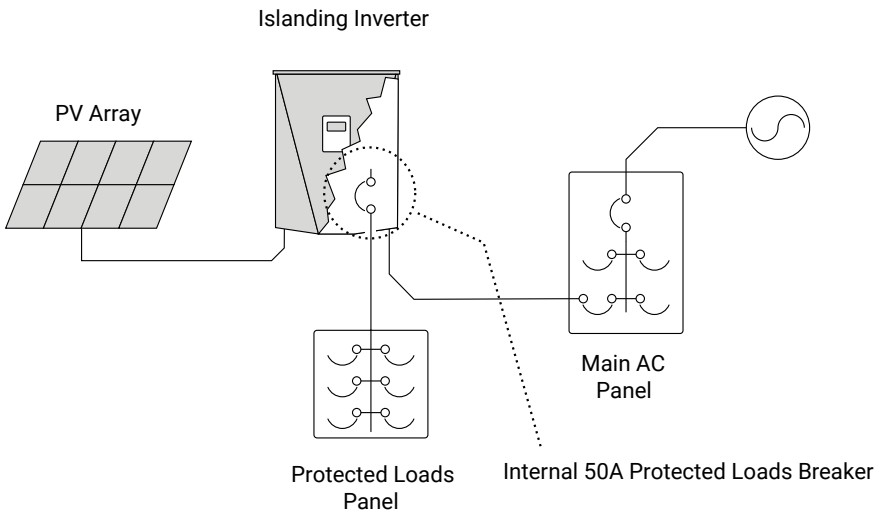 Islanding Inverter
PV Array
Main AC
Panel
Protected Loads
Panel
Internal 50A Protected Loads Breaker